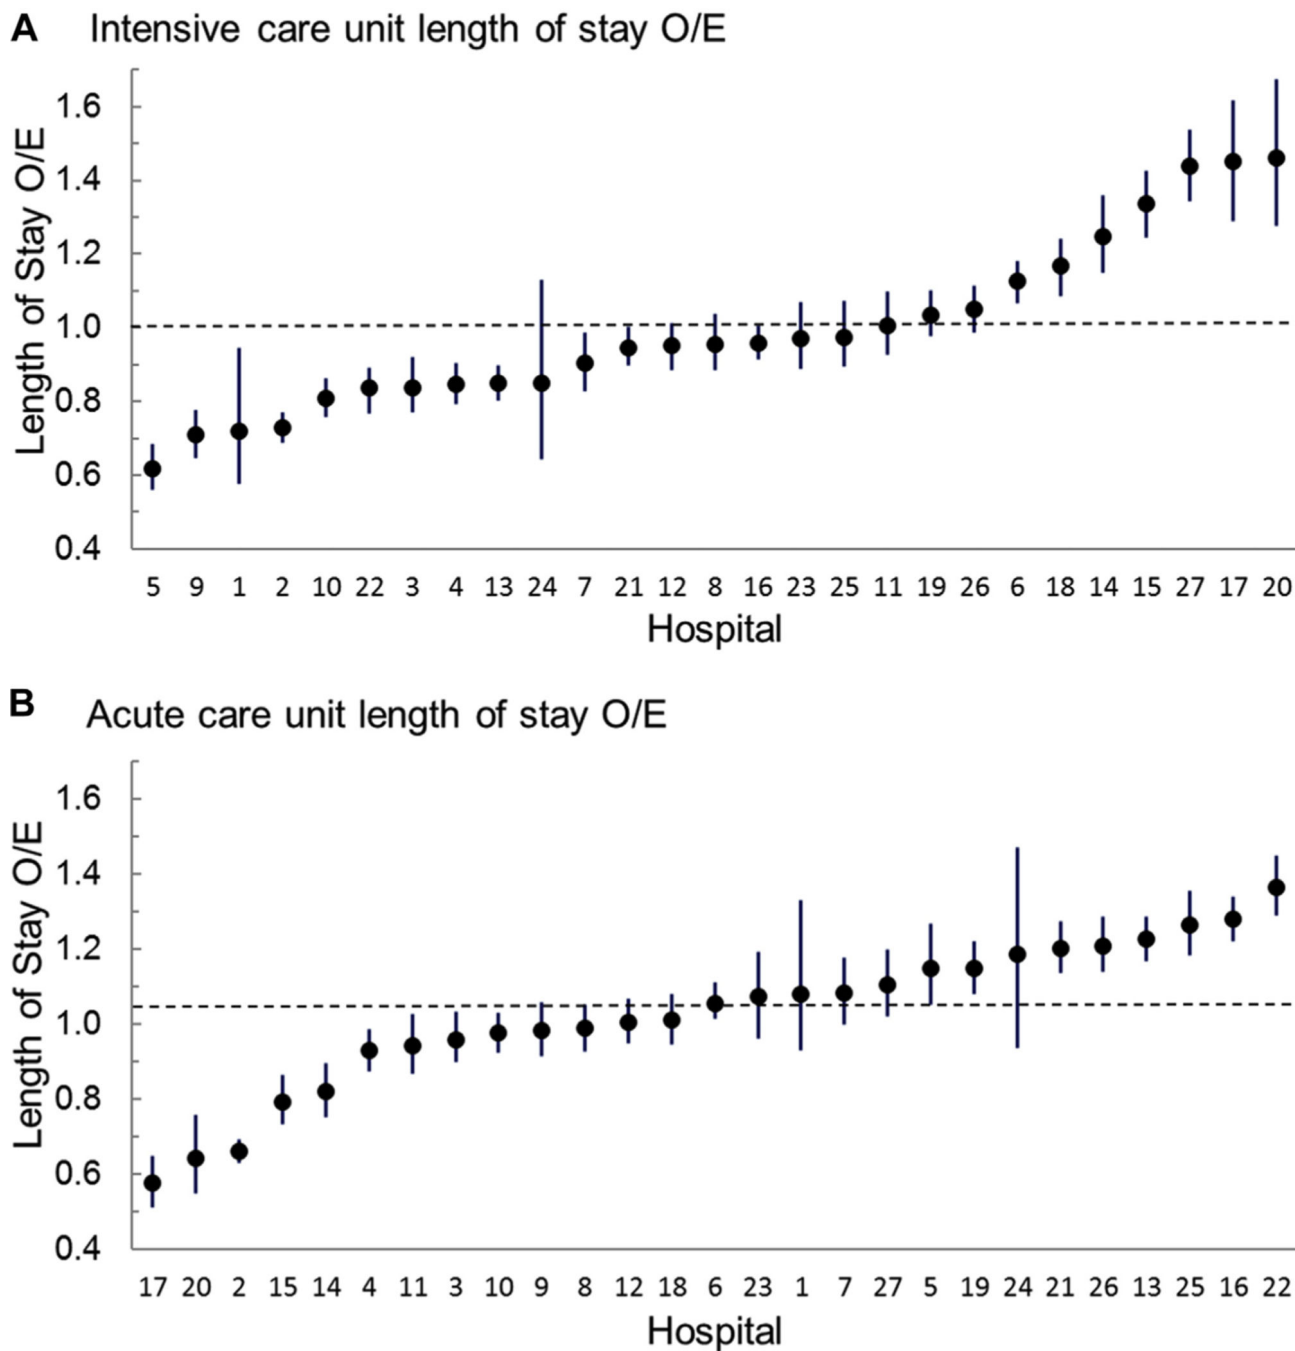 A Intensive care unit length of stay O/E
Length of Stay O/E
1.6
1.4
1.2
1.0
0.8
0.6
0.4
5 9 1 2 10 22 3 4 13 24 7 21 12 8 16 23 25 11 19 26 6 18 14 15 27 17 20
Hospital
B Acute care unit length of stay O/E
Length of Stay O/E
1.6
1.4
1.2
1.0
0.8
0.6
0.4
17 20 2 15 14 4 11 3 10 9 8 12 18 6 23 1 7 27 5 19 24 21 26 13 25 16 22
Hospital